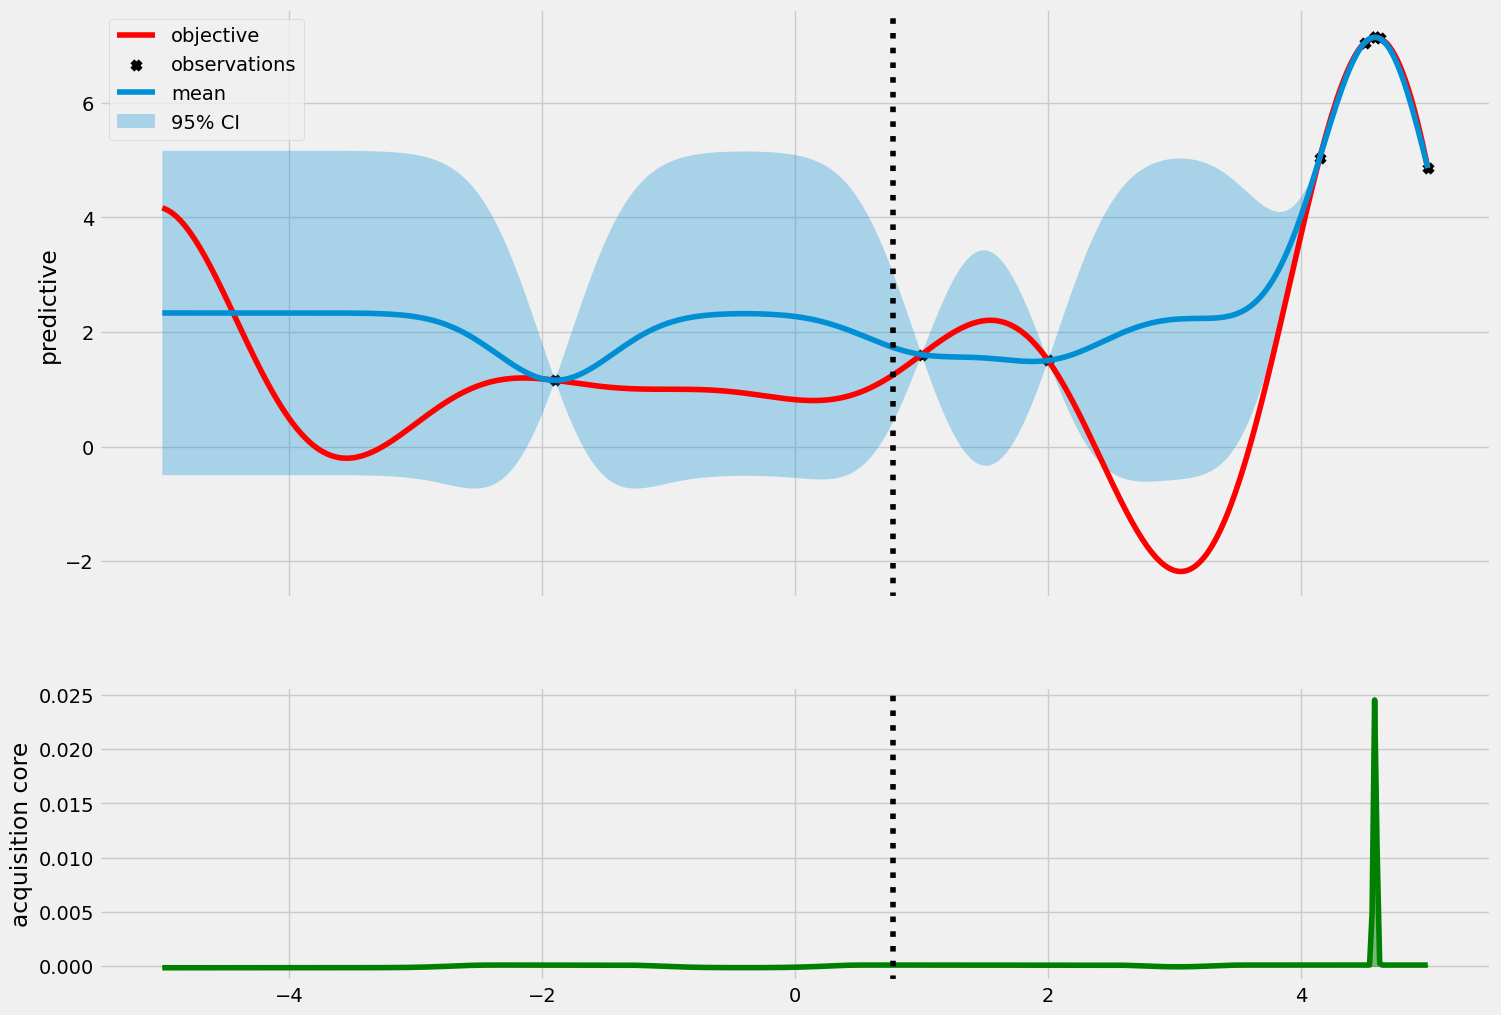 objective
observations
mean
95% CI
predictive
6
4
2
0
−2
acquisition core
0.025
0.020
0.015
0.010
0.005
0.000
−4
−2
0
2
4